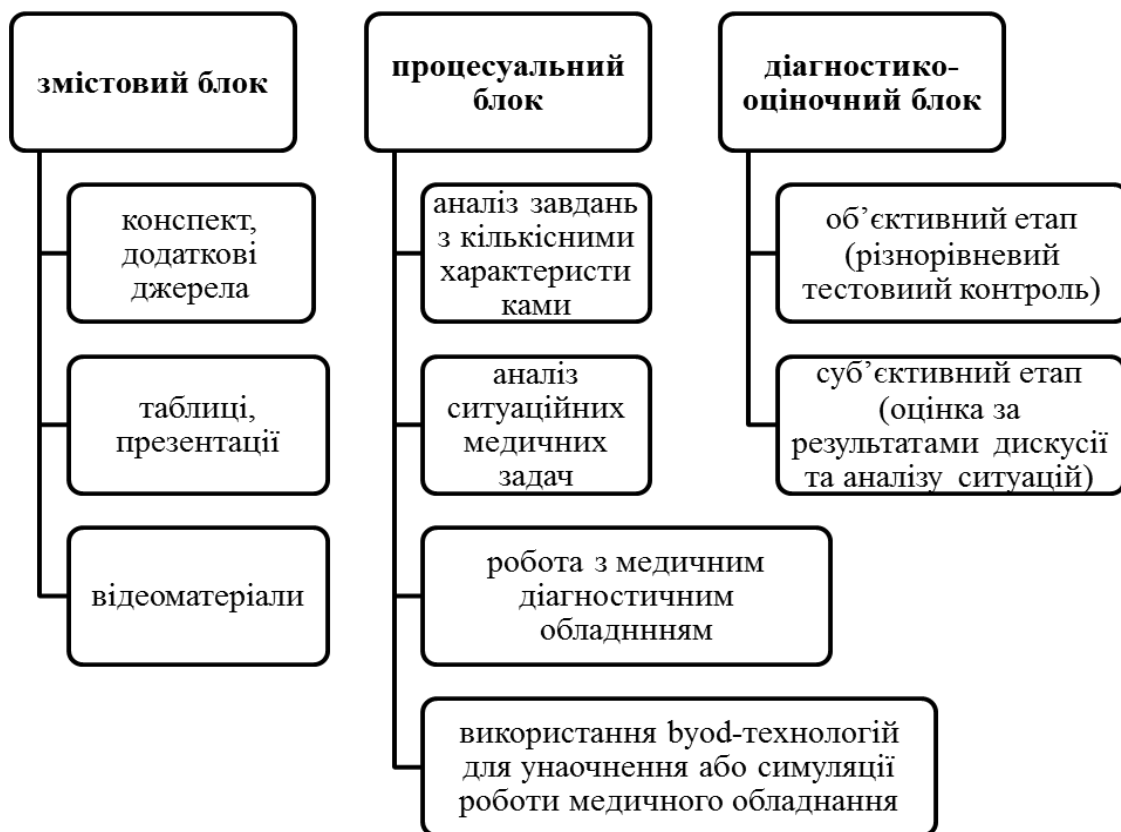 змістовий блок
конспект,
додаткові
джерела
таблиці,
презентації
відеоматеріали
процесуальний
блок
аналіз завдань
з кількісними
характеристи
ками
аналіз
ситуаційних
медичних
задач
робота з медичним
діагностичним
обладннням
використання byod-технологій
для унаочнення або симуляції
роботи медичного обладнання
діагностико-
оціночний блок
об’єктивний етап
(різнорівневий
тестовиий контроль)
суб’єктивний етап
(оцінка за
результатами дискусії
та аналізу ситуацій)